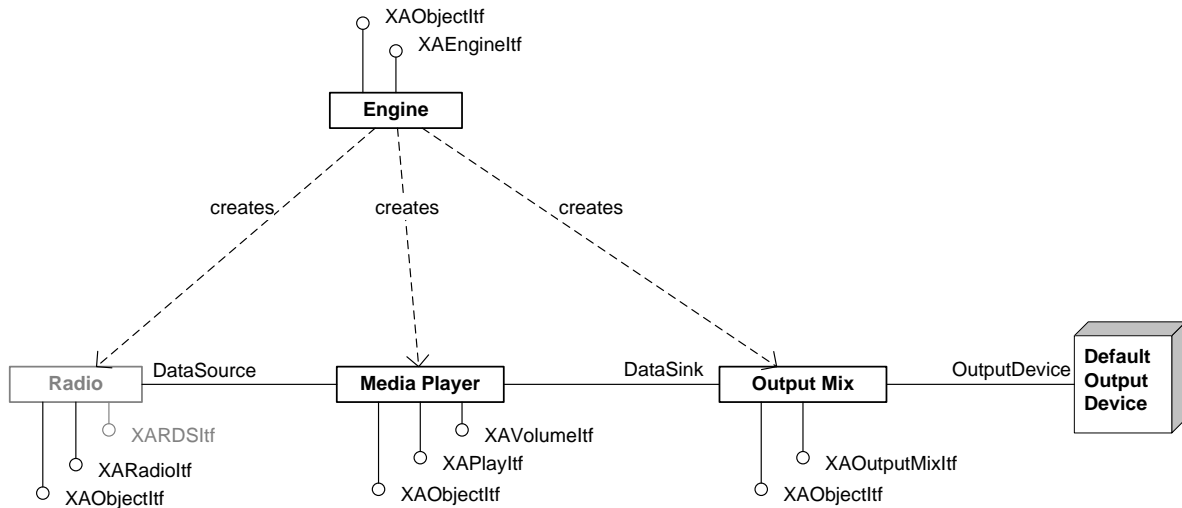 XAObjectItf
XAEngineItf
Engine
creates
creates
creates
Radio
DataSource
Media Player
DataSink
Output Mix
OutputDevice
Default
Output
Device
XARDSItf
XARadioItf
XAObjectItf
XAVolumeItf
XAPlayItf
XAObjectItf
XAOutputMixItf
XAObjectItf